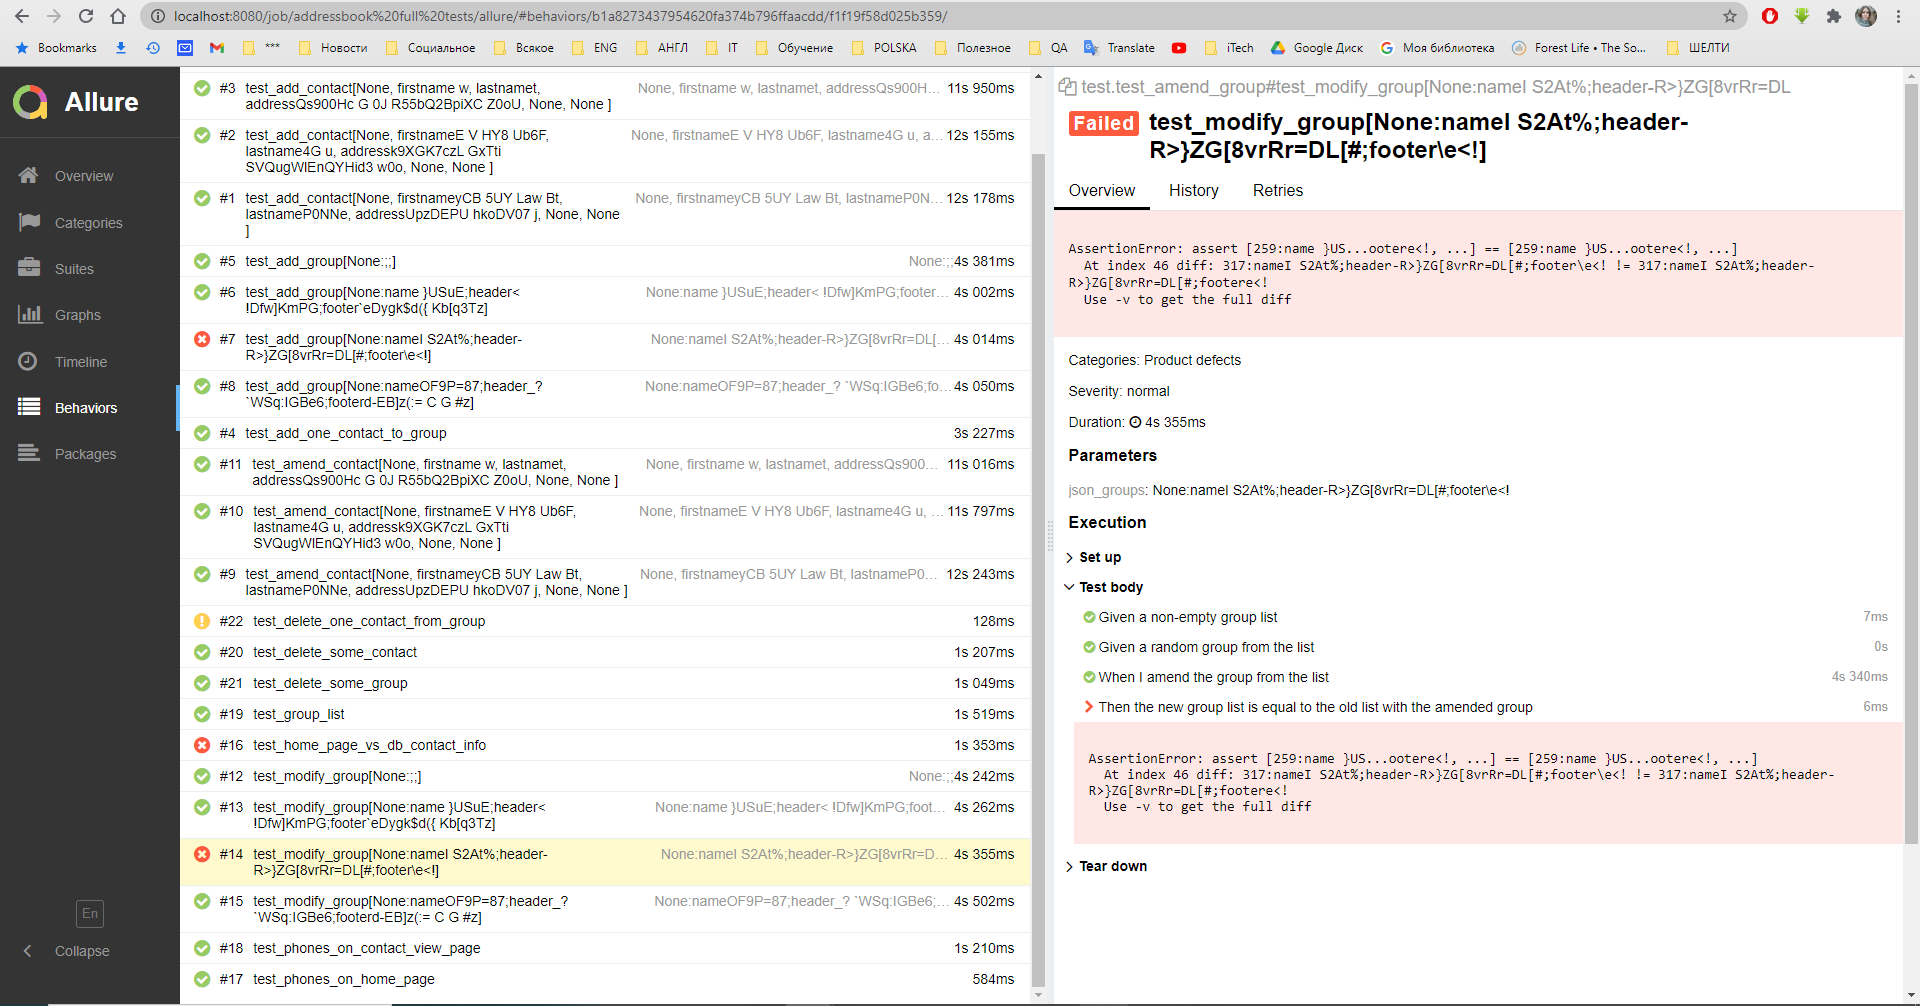 localhost:8080/job/addressbook%20full%20tests/allure/#behaviors/b1a8273437954620fa374b796ffaacdd/f1f19f58d025b359/
Bookmarks
***
Новости
Социальное
Всякое
ENG
АНГЛ
IT
Обучение
POLSKA
Полезное
QA
Translate
iTech
Google Диск
Моя библиотека
Forest Life • The So...
ШЕЛТИ
Allure
Overview
Categories
Suites
Graphs
Timeline
Behaviors
Packages
En
Collapse
#3 test_add_contact[None, firstname w, lastnamet, None, firstname w, lastnamet, addressQs900H... 11s 950ms
addressQs900Hc G 0J R55bQ2BpiXC Z0oU, None, None ]
#2 test_add_contact[None, firstnameE V HY8 Ub6F, None, firstnameE V HY8 Ub6F, lastname4G u, a... 12s 155ms
lastname4G u, addressk9XGK7czL GxTti
SVQugWlEnQYHid3 w0o, None, None ]
#1 test_add_contact[None, firstnameyCB 5UY Law Bt, None, firstnameyCB 5UY Law Bt, lastnameP0N... 12s 178ms
lastnameP0NNe, addressUpzDEPU hkoDV07 j, None, None
]
#5 test_add_group[None:;;] None:;; 4s 381ms
#6 test_add_group[None:name }USuE;header< None:name }USuE;header< !Dfw]KmPG;footer... 4s 002ms
!Dfw]KmPG;footer`eDygk$d({ Kb[q3Tz]
#7 test_add_group[None:nameI S2At%;header- None:nameI S2At%;header-R>}ZG[8vrRr=DL[... 4s 014ms
R>}ZG[8vrRr=DL[#;footer\e<!]
#8 test_add_group[None:nameOF9P=87;header_? None:nameOF9P=87;header_? `WSq:IGBe6;fo... 4s 050ms
`WSq:IGBe6;footerd-EB]z(:= C G #z]
#4 test_add_one_contact_to_group 3s 227ms
#11 test_amend_contact[None, firstname w, lastnamet, None, firstname w, lastnamet, addressQs900... 11s 016ms
addressQs900Hc G 0J R55bQ2BpiXC Z0oU, None, None ]
#10 test_amend_contact[None, firstnameE V HY8 Ub6F, None, firstnameE V HY8 Ub6F, lastname4G u, ... 11s 797ms
lastname4G u, addressk9XGK7czL GxTti
SVQugWlEnQYHid3 w0o, None, None ]
#9 test_amend_contact[None, firstnameyCB 5UY Law Bt, None, firstnameyCB 5UY Law Bt, lastnameP0... 12s 243ms
lastnameP0NNe, addressUpzDEPU hkoDV07 j, None, None ]
#22 test_delete_one_contact_from_group 128ms
#20 test_delete_some_contact 1s 207ms
#21 test_delete_some_group 1s 049ms
#19 test_group_list 1s 519ms
#16 test_home_page_vs_db_contact_info 1s 353ms
#12 test_modify_group[None:;;] None:;; 4s 242ms
#13 test_modify_group[None:name }USuE;header< None:name }USuE;header< !Dfw]KmPG;foot... 4s 262ms
!Dfw]KmPG;footer`eDygk$d({ Kb[q3Tz]
#14 test_modify_group[None:nameI S2At%;header- None:nameI S2At%;header-R>}ZG[8vrRr=D... 4s 355ms
R>}ZG[8vrRr=DL[#;footer\e<!]
#15 test_modify_group[None:nameOF9P=87;header_? None:nameOF9P=87;header_? `WSq:IGBe6;... 4s 502ms
`WSq:IGBe6;footerd-EB]z(:= C G #z]
#18 test_phones_on_contact_view_page 1s 210ms
#17 test_phones_on_home_page 584ms
test.test_amend_group#test_modify_group[None:nameI S2At%;header-R>}ZG[8vrRr=DL
Failed test_modify_group[None:nameI S2At%;header-
R>}ZG[8vrRr=DL[#;footer\e<!]
Overview History Retries
AssertionError: assert [259:name }US...ootere<!, ...] == [259:name }US...ootere<!, ...]
At index 46 diff: 317:nameI S2At%;header-R>}ZG[8vrRr=DL[#;footer\e<! != 317:nameI S2At%;header-
R>}ZG[8vrRr=DL[#;footere<!
Use -v to get the full diff
Categories: Product defects
Severity: normal
Duration: 4s 355ms
Parameters
json_groups: None:nameI S2At%;header-R>}ZG[8vrRr=DL[#;footer\e<!
Execution
Set up
Test body
Given a non-empty group list 7ms
Given a random group from the list 0s
When I amend the group from the list 4s 340ms
Then the new group list is equal to the old list with the amended group 6ms
AssertionError: assert [259:name }US...ootere<!, ...] == [259:name }US...ootere<!, ...]
At index 46 diff: 317:nameI S2At%;header-R>}ZG[8vrRr=DL[#;footer\e<! != 317:nameI S2At%;header-
R>}ZG[8vrRr=DL[#;footere<!
Use -v to get the full diff
Tear down